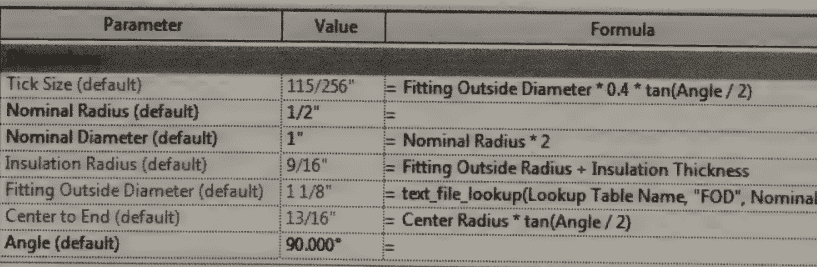 Parameter Value Formula
Tick Size (default) 115/256" = Fitting Outside Diameter * 0.4 * tan(Angle / 2)
Nominal Radius (default) 1/2" =
Nominal Diameter (default) 1" = Nominal Radius * 2
Insulation Radius (default) 9/16" = Fitting Outside Radius + Insulation Thickness
Fitting Outside Diameter (default) 1 1/8" = text_file_lookup(Lookup Table Name, "FOD", Nominal
Center to End (default) 13/16" = Center Radius * tan(Angle / 2)
Angle (default) 90.000° =